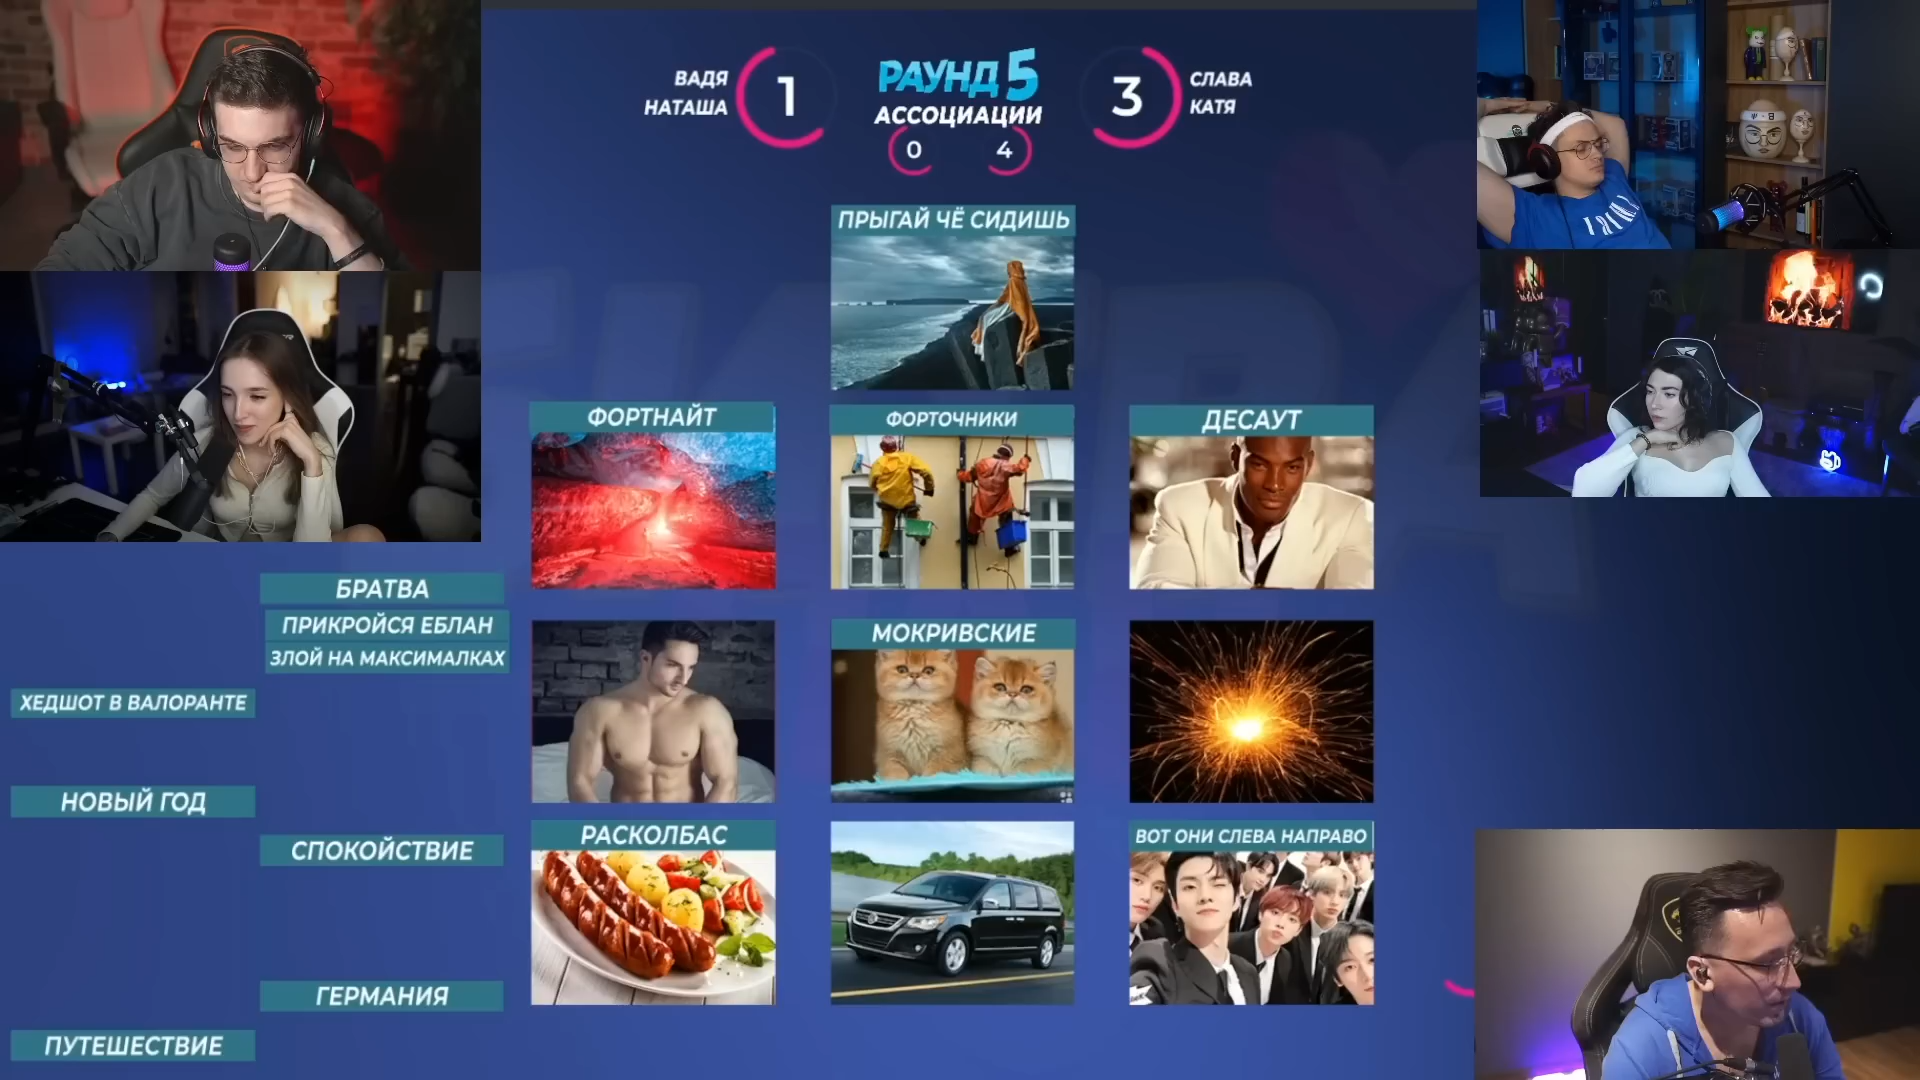 ВАДЯ
НАТАША
1
РАУНД 5
АССОЦИАЦИИ
0
4
3
СЛАВА
КАТЯ
ПРЫГАЙ ЧЁ СИДИШЬ
ФОРТНАЙТ
ФОРТОЧНИКИ
ДЕСАУТ
БРАТВА
ПРИКРОЙСЯ ЕБЛАН
ЗЛОЙ НА МАКСИМАЛКАХ
МОКРИВСКИЕ
ХЕДШОТ В ВАЛОРАНТЕ
НОВЫЙ ГОД
СПОКОЙСТВИЕ
РАСКОЛБАС
ВОТ ОНИ СЛЕВА НАПРАВО
ГЕРМАНИЯ
ПУТЕШЕСТВИЕ